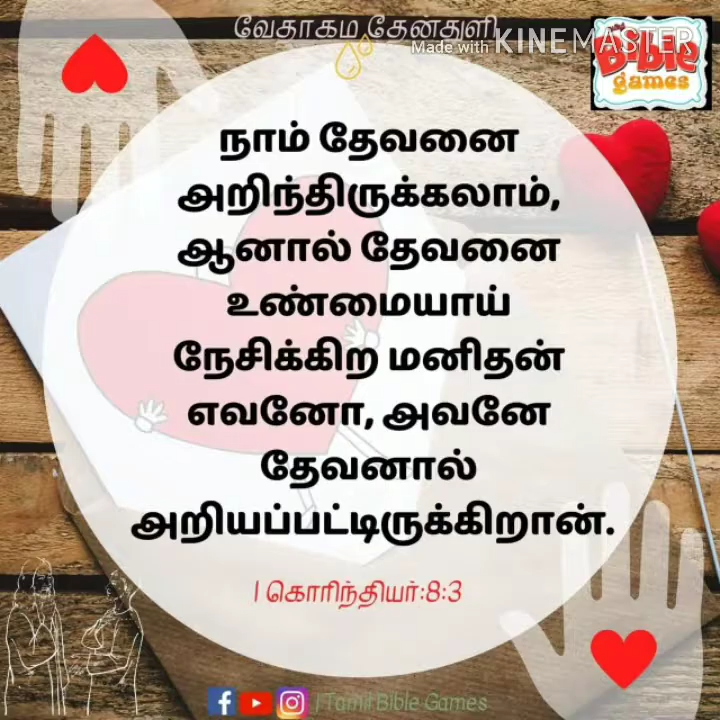 வேதாகம தேன்துளி
Made with KINEMASTER
Bible
games
நாம் தேவனை
அறிந்திருக்கலாம்,
ஆனால் தேவனை
உண்மையாய்
நேசிக்கிற மனிதன்
எவனோ, அவனே
தேவனால்
அறியப்பட்டிருக்கிறான்.
I கொரிந்தியர்:8:3
/Tamil Bible Games